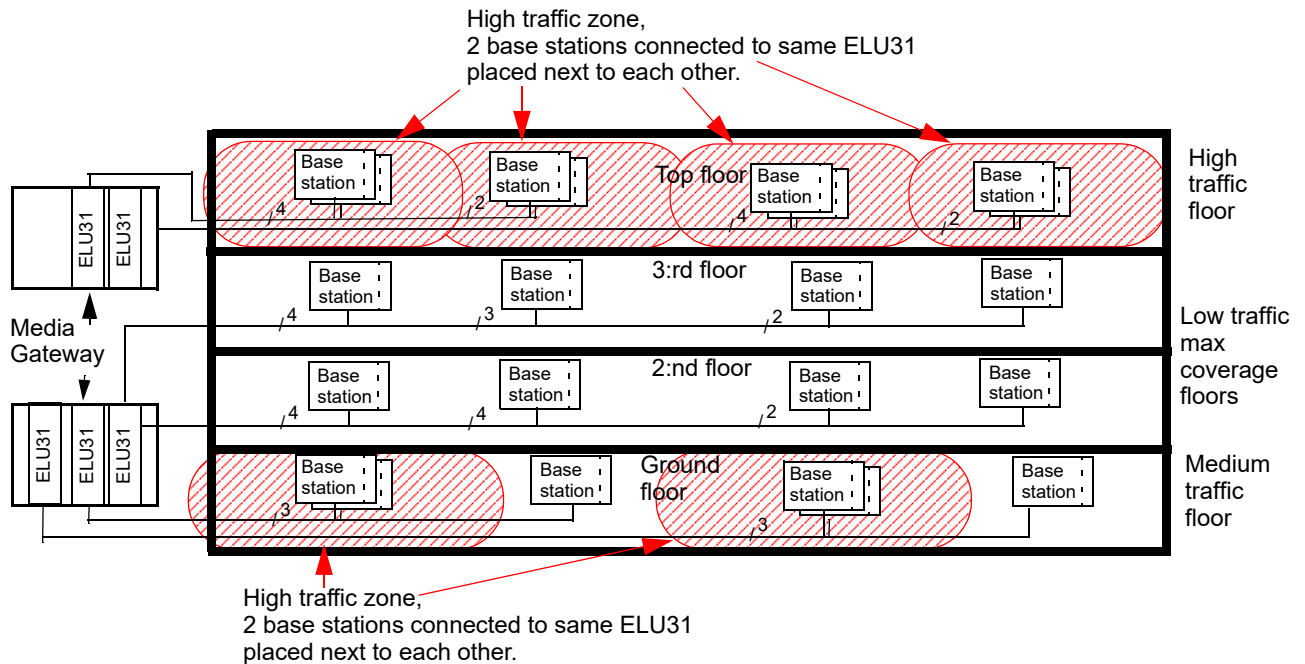 High traffic zone,
2 base stations connected to same ELU31
placed next to each other.
Base
station
Base
station
Top floor
Base
station
Base
station
High
traffic
floor
4
2
4
2
ELU31
ELU31
3:rd floor
Base
station
Base
station
Base
station
Base
station
4
3
2
Media
Gateway
Low traffic
max
coverage
floors
2:nd floor
Base
station
Base
station
Base
station
Base
station
4
4
2
ELU31
ELU31
ELU31
Ground
floor
Base
station
Base
station
Base
station
Base
station
Medium
traffic
floor
3
3
High traffic zone,
2 base stations connected to same ELU31
placed next to each other.